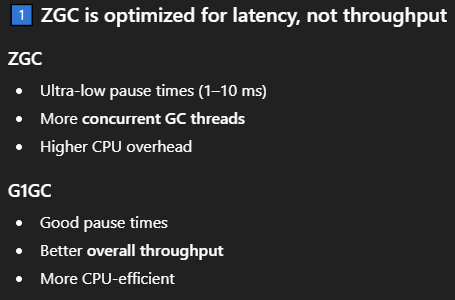 1 ZGC is optimized for latency, not throughput
ZGC
• Ultra-low pause times (1–10 ms)
• More concurrent GC threads
• Higher CPU overhead
G1GC
• Good pause times
• Better overall throughput
• More CPU-efficient